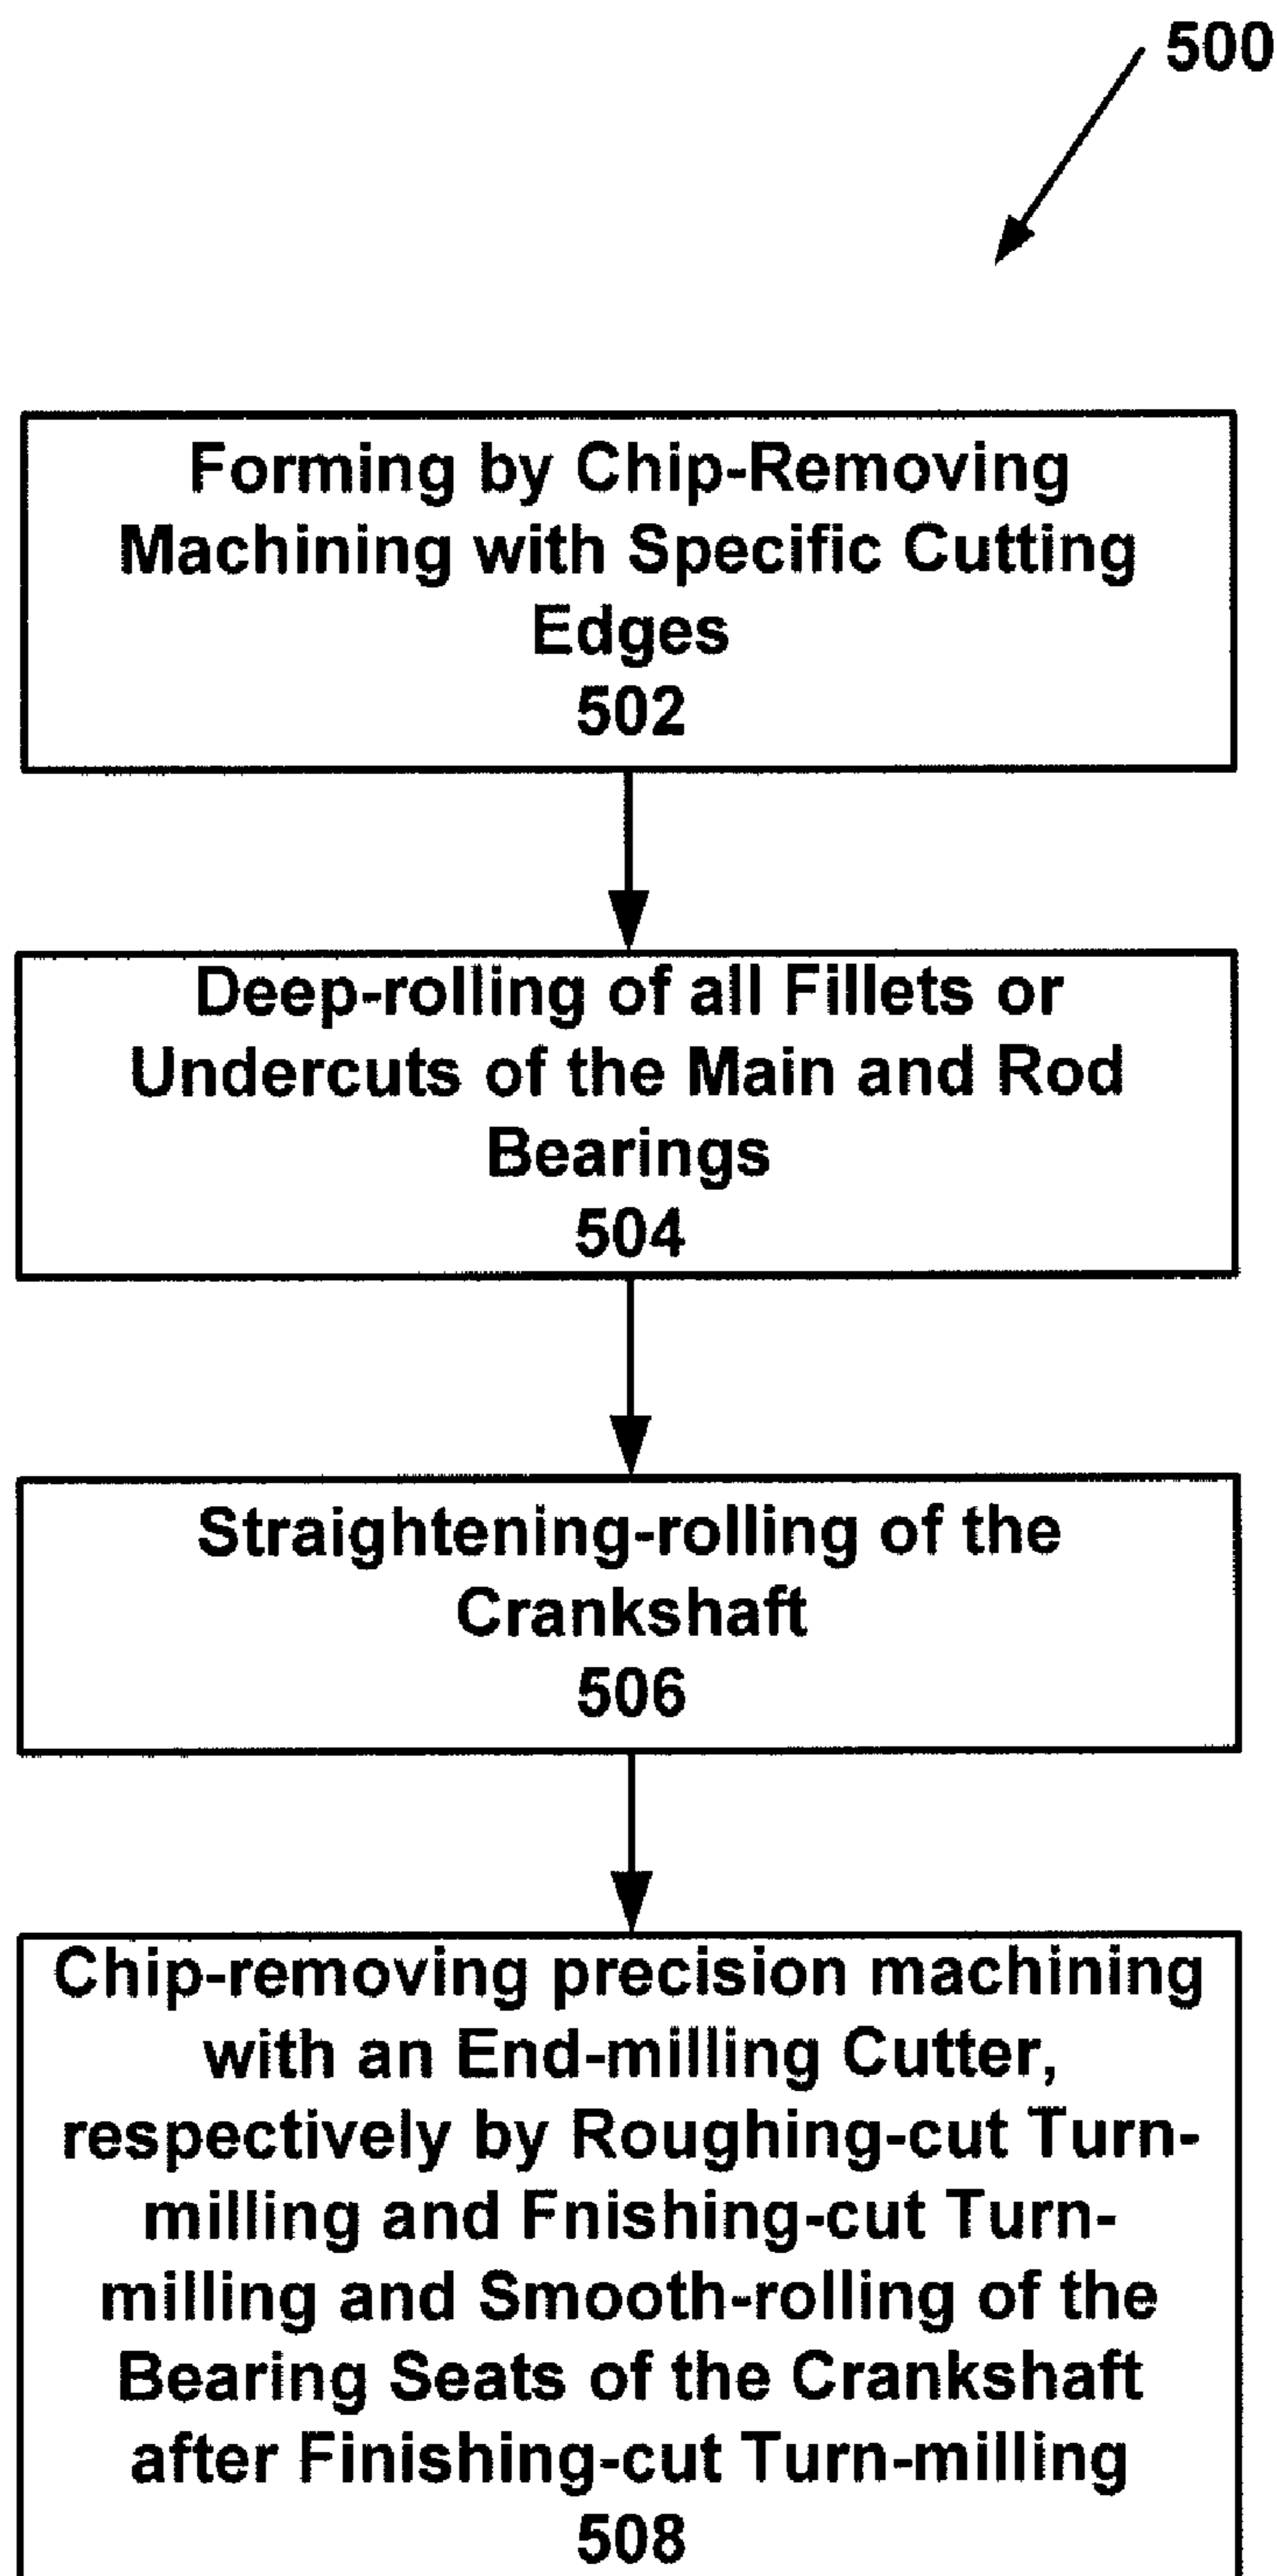 500
Forming by Chip-Removing
Machining with Specific Cutting
Edges
502
Deep-rolling of all Fillets or
Undercuts of the Main and Rod
Bearings
504
Straightening-rolling of the
Crankshaft
506
Chip-removing precision machining
with an End-milling Cutter,
respectively by Roughing-cut Turn-
milling and Fnishing-cut Turn-
milling and Smooth-rolling of the
Bearing Seats of the Crankshaft
after Finishing-cut Turn-milling
508